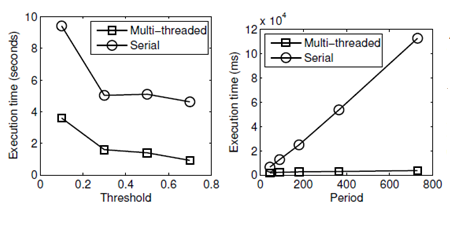 Execution time (seconds)
10
8
6
4
2
0
Multi−threaded
Serial
0 0.2 0.4 0.6 0.8
Threshold
Execution time (ms)
12 x 10^4
10
8
6
4
2
0
Multi−threaded
Serial
0 200 400 600 800
Period